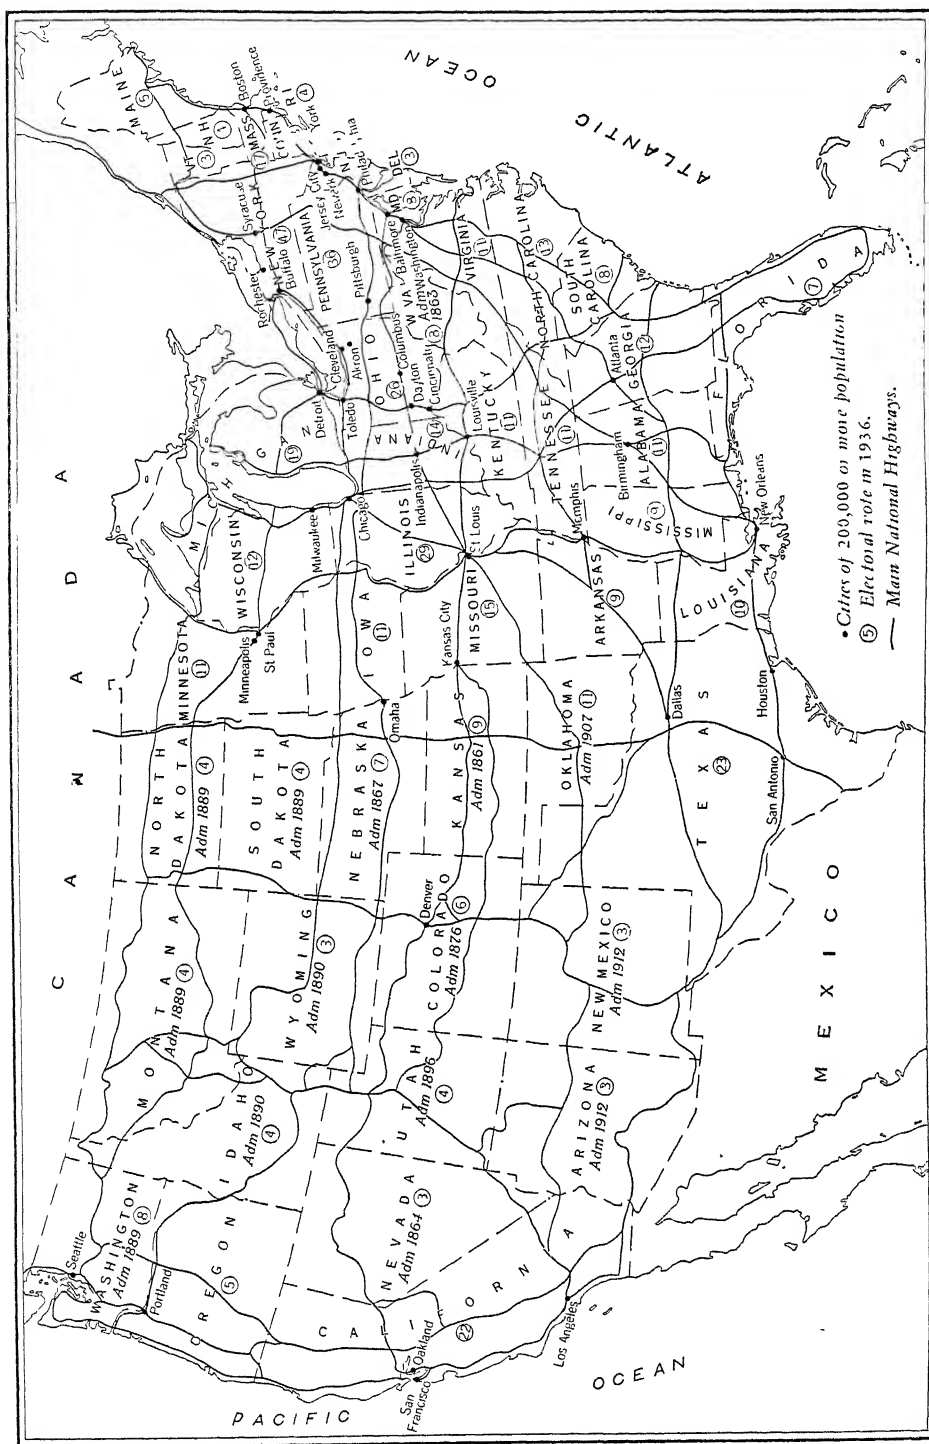 C A N A D A
PACIFIC
OCEAN
ATLANTIC
OCEAN
MEXICO
Seattle
WASHINGTON
Adm 1889 (8)
Portland
OREGON
(5)
CALIFORNIA
(22)
San
Francisco
Oakland
Los Angeles
NEVADA
Adm 1864 (3)
IDAHO
Adm 1890
(4)
MONTANA
Adm 1889 (4)
WYOMING
Adm 1890 (3)
UTAH
Adm 1896
(4)
ARIZONA
Adm 1912 (3)
COLORADO
Adm 1876 (6)
Denver
NEW MEXICO
Adm 1912 (3)
NORTH
DAKOTA
Adm 1889 (4)
SOUTH
DAKOTA
Adm 1889 (4)
NEBRASKA
Adm 1867 (7)
Omaha
KANSAS
Adm 1861 (9)
OKLAHOMA
Adm 1907 (11)
TEXAS
(23)
Dallas
San Antonio
Houston
MINNESOTA
(11)
Minneapolis
St Paul
IOWA
(11)
Kansas City
MISSOURI
(15)
St Louis
ARKANSAS
(9)
LOUISIANA
(10)
New Orleans
WISCONSIN
(12)
Milwaukee
Chicago
ILLINOIS
(29)
MICHIGAN
(19)
Detroit
INDIANA
(14)
Indianapolis
OHIO
(26)
Toledo
Cleveland
Akron
Dayton
Columbus
Cincinnati
KENTUCKY
(11)
Louisville
TENNESSEE
(11)
Memphis
MISSISSIPPI
(9)
ALABAMA
(11)
Birmingham
GEORGIA
(12)
Atlanta
FLORIDA
(7)
SOUTH
CAROLINA
(8)
NORTH CAROLINA
(13)
VIRGINIA
(11)
W VA
Adm
1863
(8)
Washington
Baltimore
MD
(8)
DEL
(3)
PENNSYLVANIA
(36)
Pittsburgh
N J
Newark
Jersey City
York
NEW YORK
(47)
Buffalo
Rochester
Syracuse
VT
(3)
NH
MAINE
(5)
MASS
(17)
Boston
Providence
RI
(4)
• Cities of 200,000 or more population
(5) Electoral vote in 1936.
— Main National Highways.